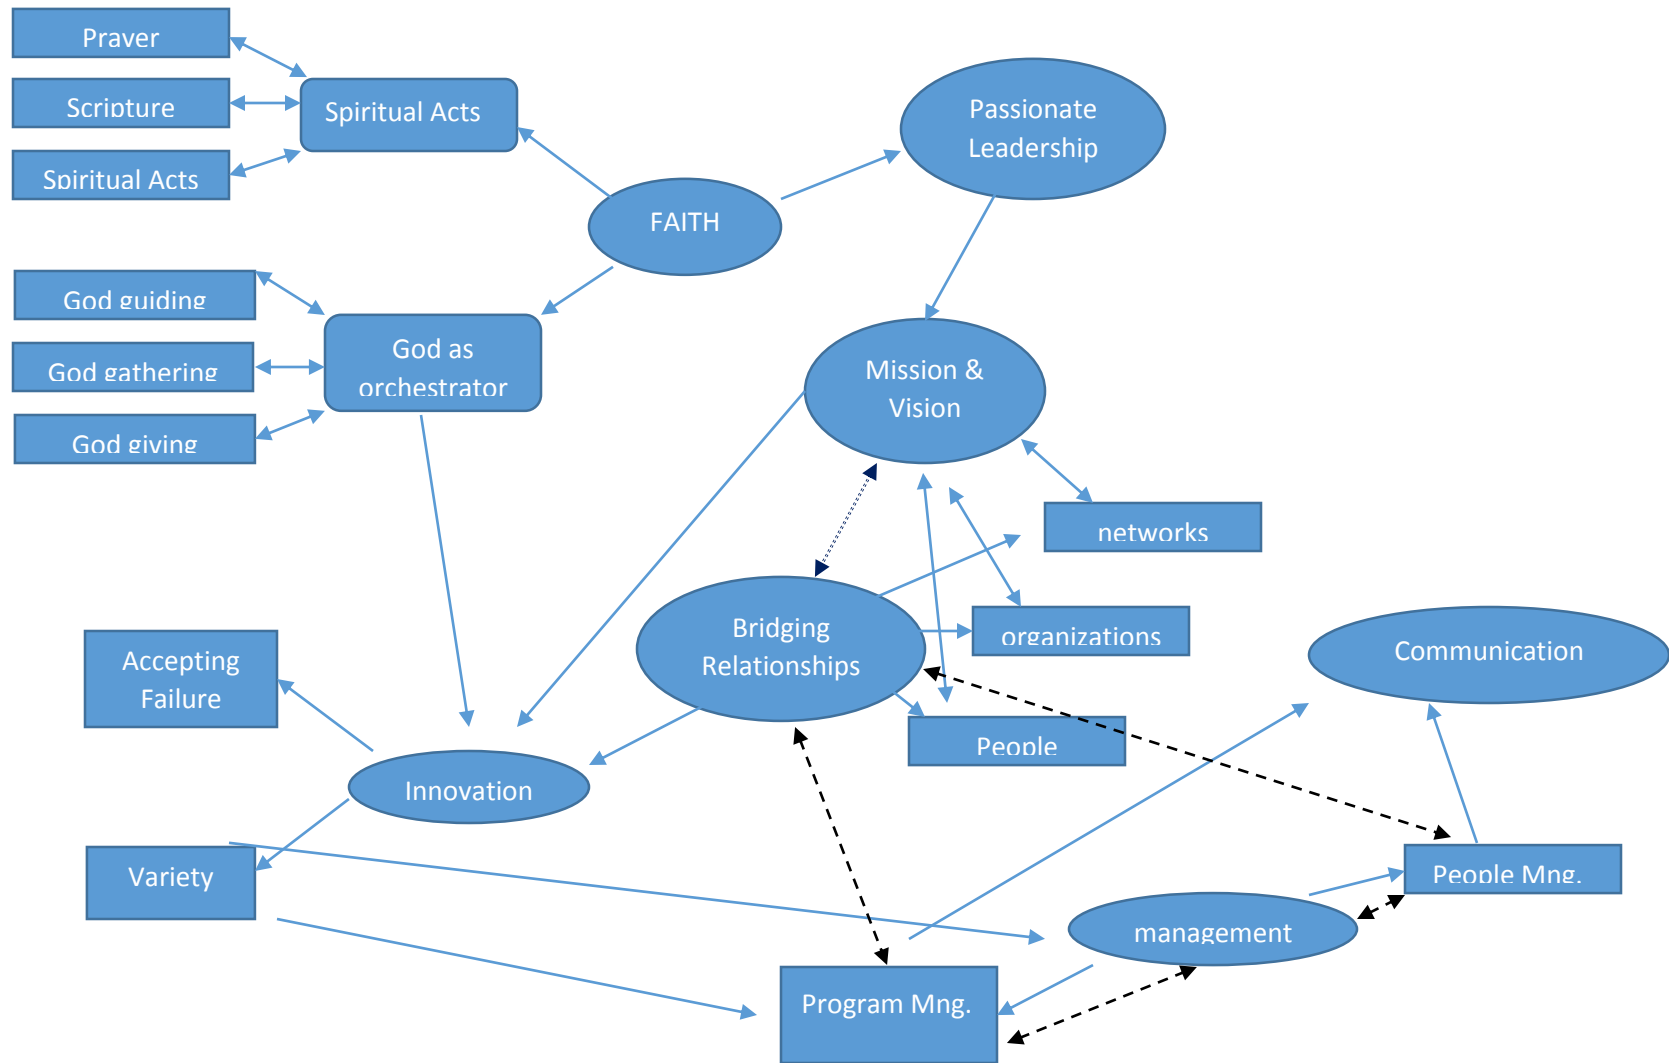 Prayer
Scripture
Spiritual Acts
Spiritual Acts
Passionate
Leadership
FAITH
God guiding
God gathering
God giving
God as
orchestrator
Mission &
Vision
networks
organizations
People
Bridging
Relationships
Communication
Accepting
Failure
Innovation
Variety
People Mng.
management
Program Mng.